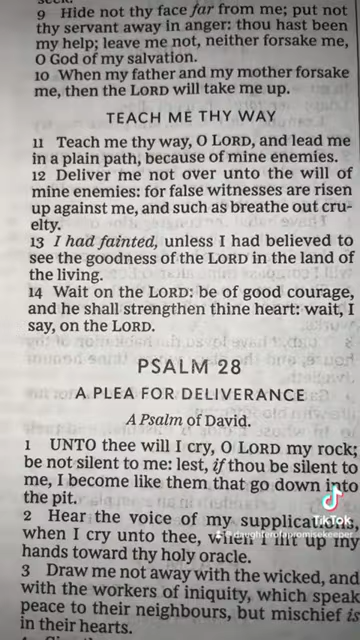 seek.
9 Hide not thy face far from me; put not
thy servant away in anger: thou hast been
my help; leave me not, neither forsake me,
O God of my salvation.
10 When my father and my mother forsake
me, then the LORD will take me up.
TEACH ME THY WAY
11 Teach me thy way, O LORD, and lead me
in a plain path, because of mine enemies.
12 Deliver me not over unto the will of
mine enemies: for false witnesses are risen
up against me, and such as breathe out cru-
elty.
13 I had fainted, unless I had believed to
see the goodness of the LORD in the land of
the living.
14 Wait on the LORD: be of good courage,
and he shall strengthen thine heart: wait, I
say, on the LORD.
PSALM 28
A PLEA FOR DELIVERANCE
A Psalm of David.
1 UNTO thee will I cry, O LORD my rock;
be not silent to me: lest, if thou be silent to
me, I become like them that go down into
the pit.
2 Hear the voice of my supplications,
when I cry unto thee, when I lift up my
hands toward thy holy oracle.
3 Draw me not away with the wicked, and
with the workers of iniquity, which speak
peace to their neighbours, but mischief is
in their hearts.
TikTok
@daughterofapromisekeeper